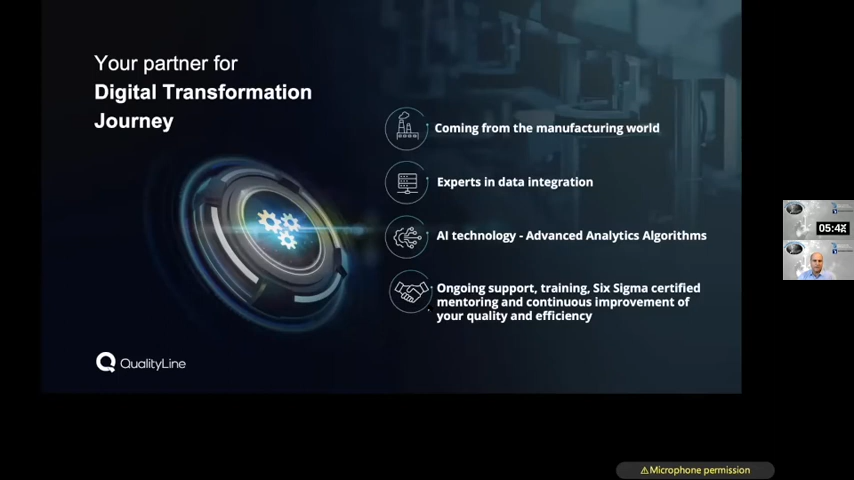 Your partner for
Digital Transformation
Journey
Coming from the manufacturing world
Experts in data integration
AI technology - Advanced Analytics Algorithms
Ongoing support, training, Six Sigma certified
mentoring and continuous improvement of
your quality and efficiency
QualityLine
Microphone permission